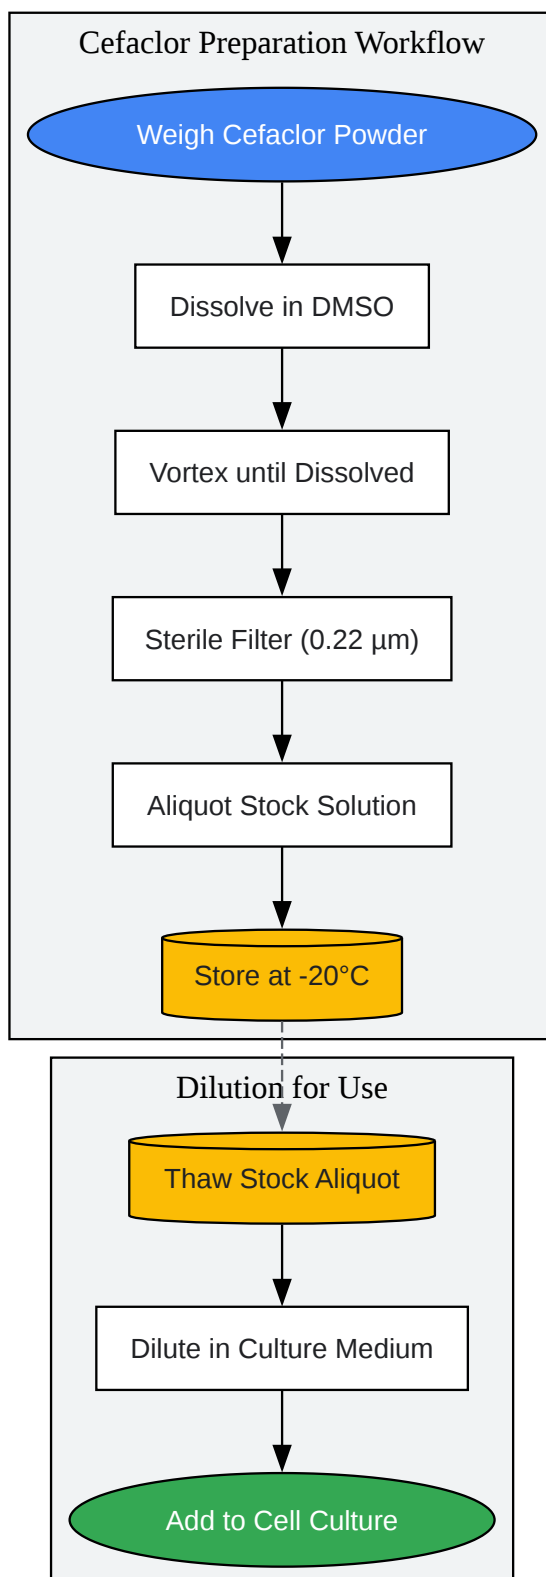 Cefaclor Preparation Workflow
Weigh Cefaclor Powder
Dissolve in DMSO
Vortex until Dissolved
Sterile Filter (0.22 µm)
Aliquot Stock Solution
Store at -20°C
Dilution for Use
Thaw Stock Aliquot
Dilute in Culture Medium
Add to Cell Culture